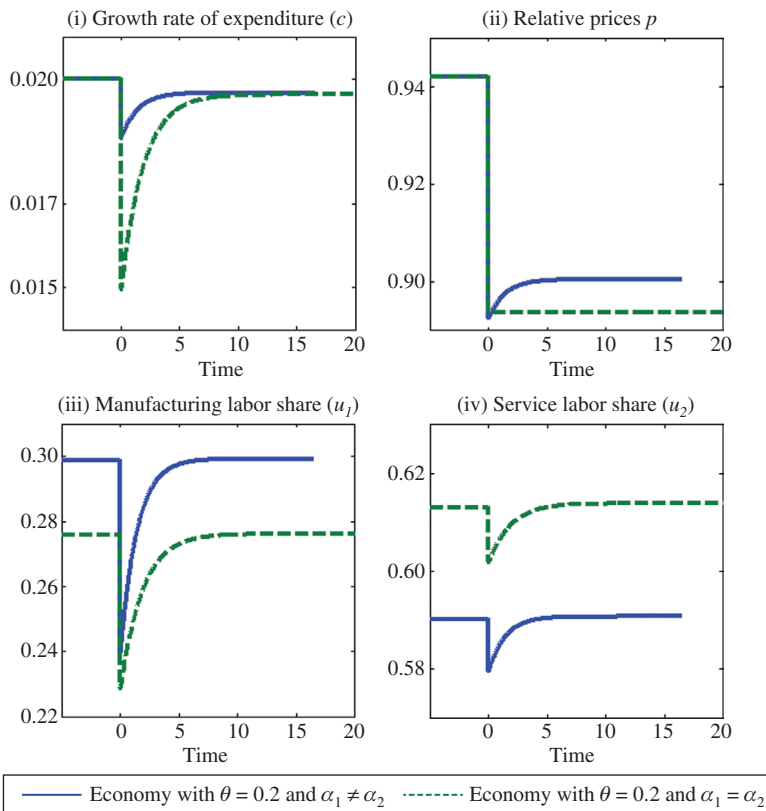 (i) Growth rate of expenditure (c)
0.020
0.017
0.015
0 5 10 15 20
Time
(ii) Relative prices p
0.94
0.92
0.90
0 5 10 15 20
Time
(iii) Manufacturing labor share (u1)
0.30
0.28
0.26
0.24
0.22
0 5 10 15 20
Time
(iv) Service labor share (u2)
0.62
0.60
0.58
0 5 10 15 20
Time
Economy with θ = 0.2 and α1 ≠ α2
Economy with θ = 0.2 and α1 = α2